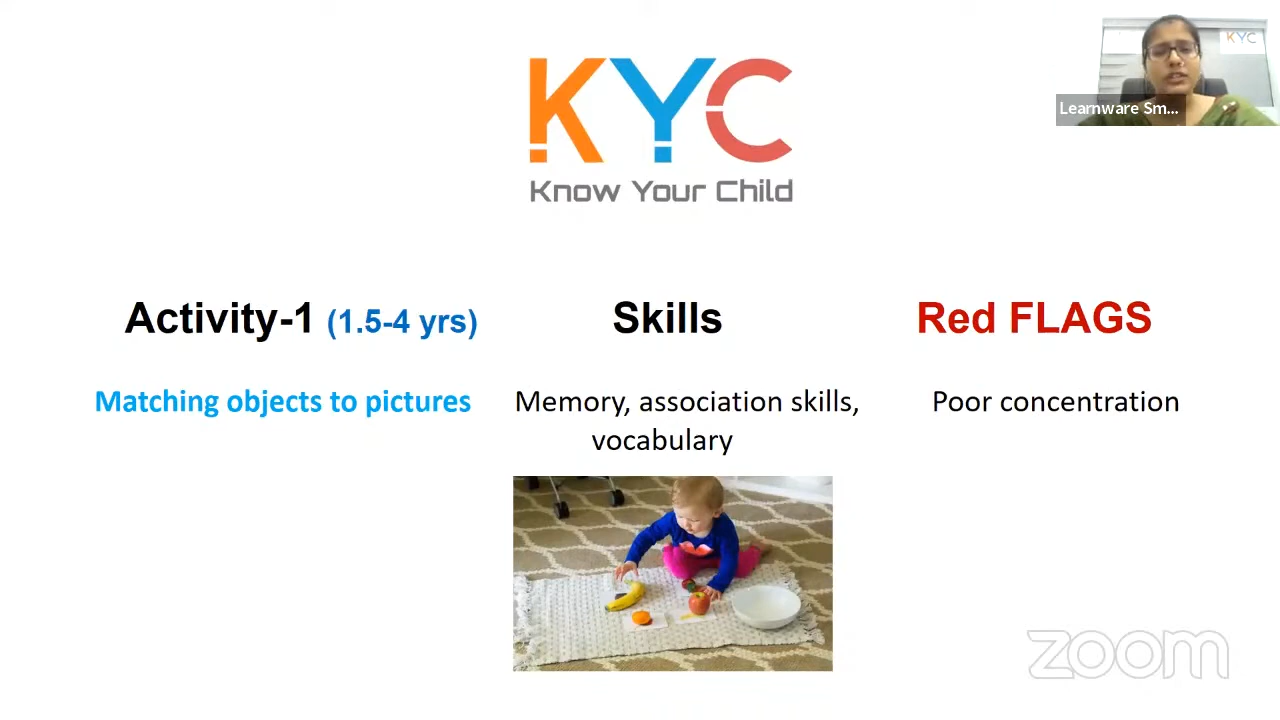 KYC
Know Your Child
KYC
Learnware Sm...
Activity-1 (1.5-4 yrs)
Skills
Red FLAGS
Matching objects to pictures
Memory, association skills,
vocabulary
Poor concentration
zoom